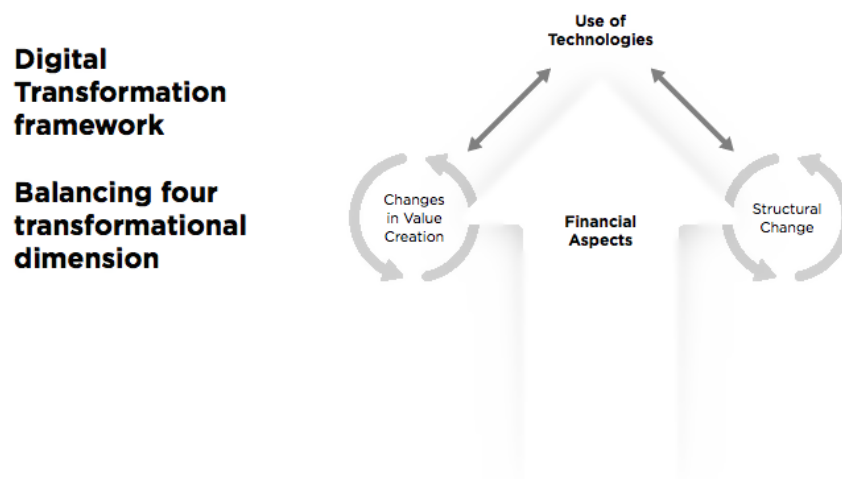 Digital
Transformation
framework
Balancing four
transformational
dimension
Use of
Technologies
Changes
in Value
Creation
Financial
Aspects
Structural
Change